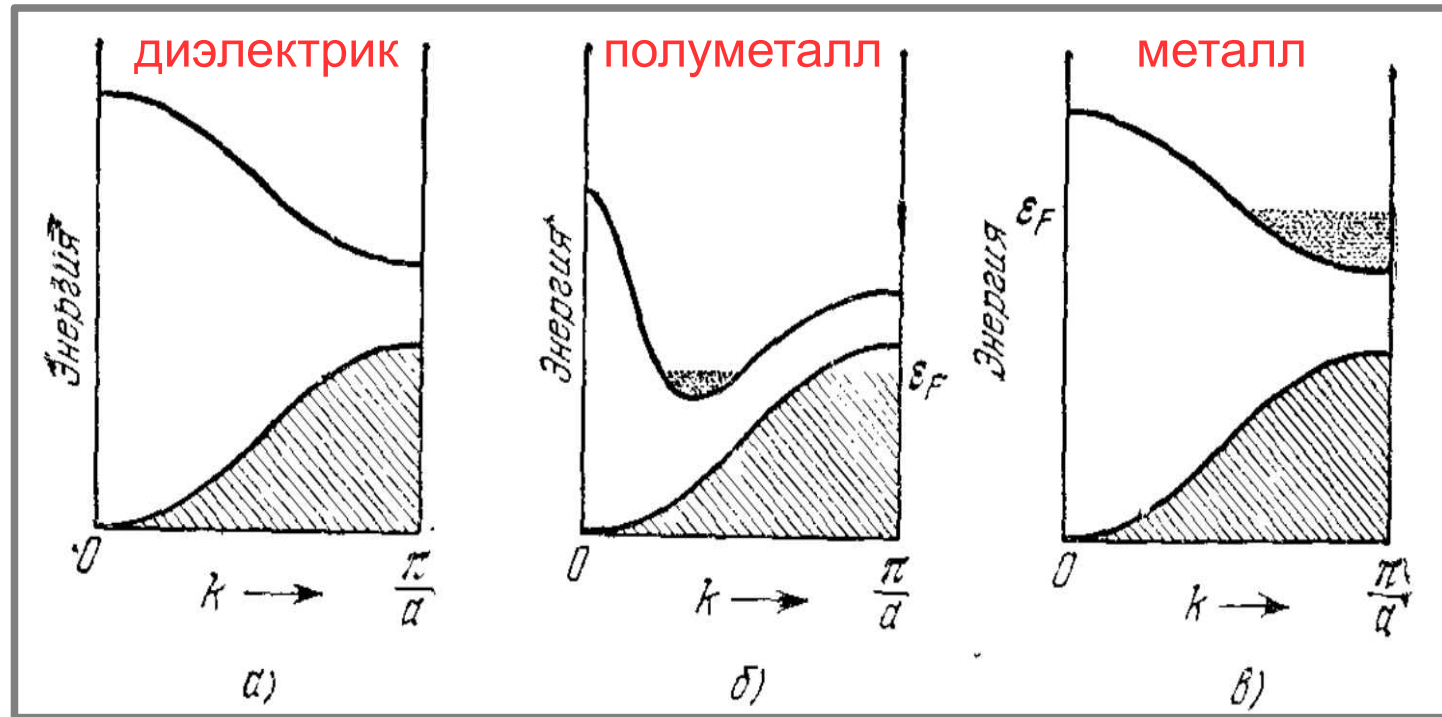 диэлектрик
полуметалл
металл
Энергия
0
k
π/a
а)
Энергия
εF
0
k
π/a
б)
Энергия
εF
0
k
π/a
в)